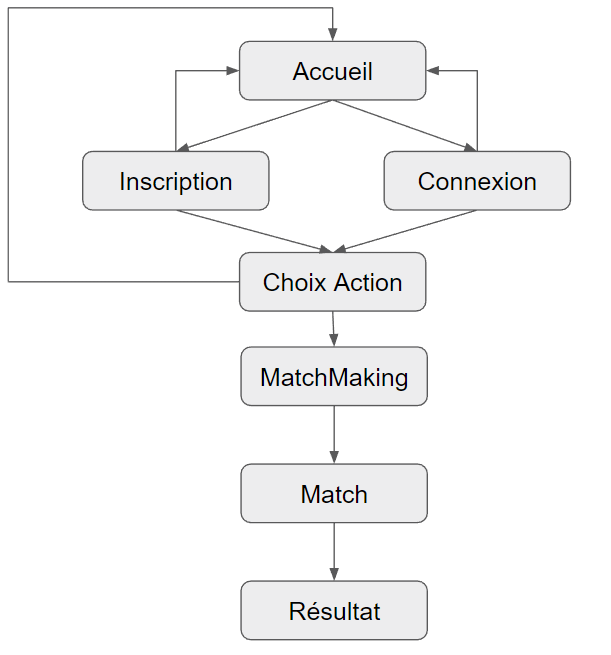 Accueil
Inscription
Connexion
Choix Action
MatchMaking
Match
Résultat